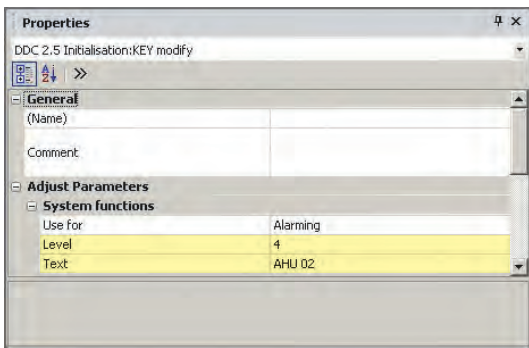 Properties
DDC 2.5 Initialisation:KEY modify
General
(Name)
Comment
Adjust Parameters
System functions
Use for Alarming
Level 4
Text AHU 02